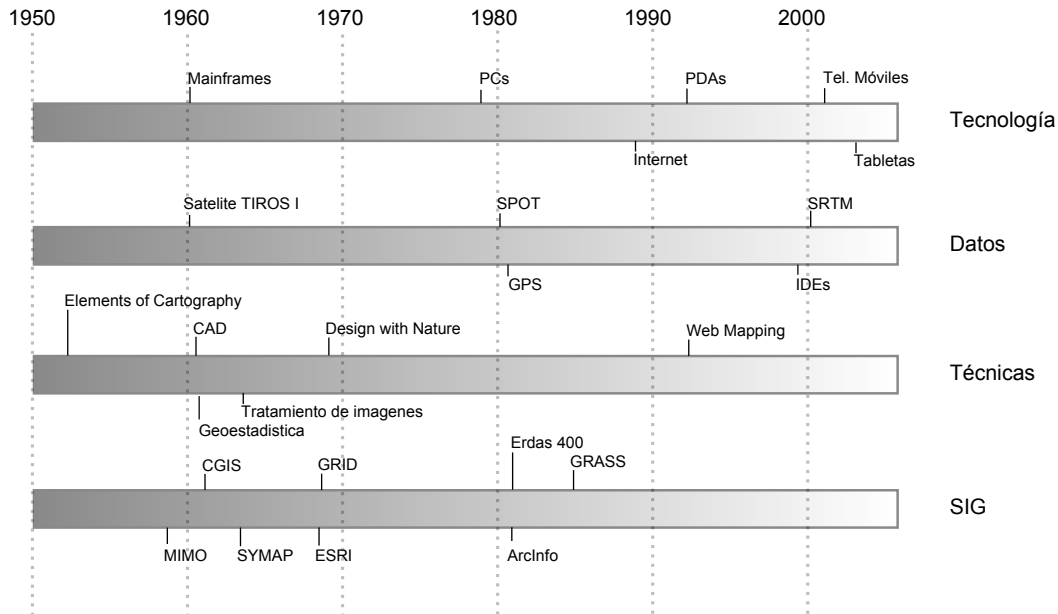 1950 1960 1970 1980 1990 2000
Mainframes PCs PDAs Tel. Móviles
Tecnología
Internet Tabletas
Satelite TIROS I SPOT SRTM
Datos
GPS IDEs
Elements of Cartography
CAD Design with Nature Web Mapping
Técnicas
Tratamiento de imagenes
Geoestadistica
Erdas 400
CGIS GRID GRASS
SIG
MIMO SYMAP ESRI ArcInfo